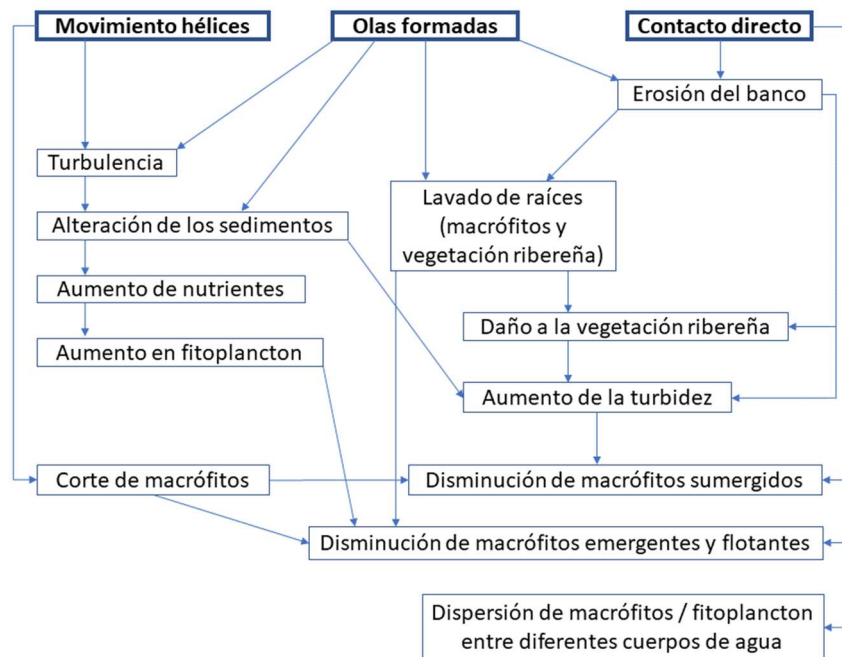 Movimiento hélices
Olas formadas
Contacto directo
Erosión del banco
Turbulencia
Lavado de raíces
(macrófitos y
vegetación ribereña)
Alteración de los sedimentos
Aumento de nutrientes
Daño a la vegetación ribereña
Aumento en fitoplancton
Aumento de la turbidez
Corte de macrófitos
Disminución de macrófitos sumergidos
Disminución de macrófitos emergentes y flotantes
Dispersión de macrófitos / fitoplancton
entre diferentes cuerpos de agua